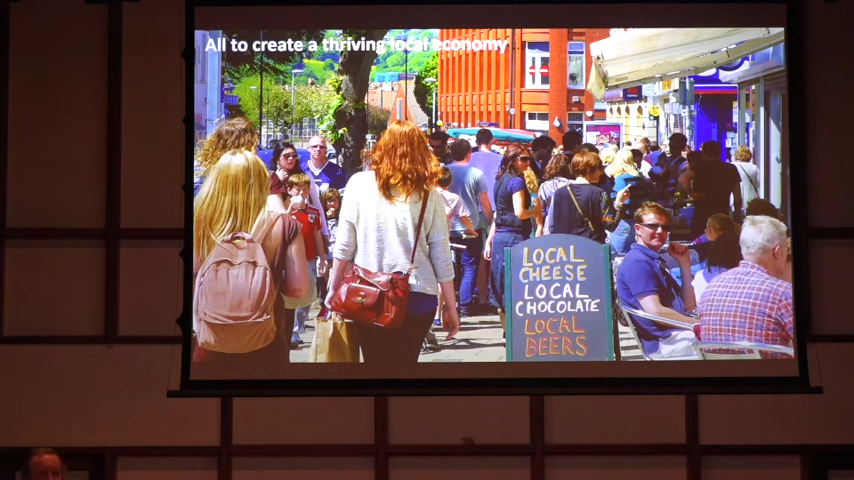 All to create a thriving local economy
LOCAL
CHEESE
LOCAL
CHOCOLATE
LOCAL
BEERS